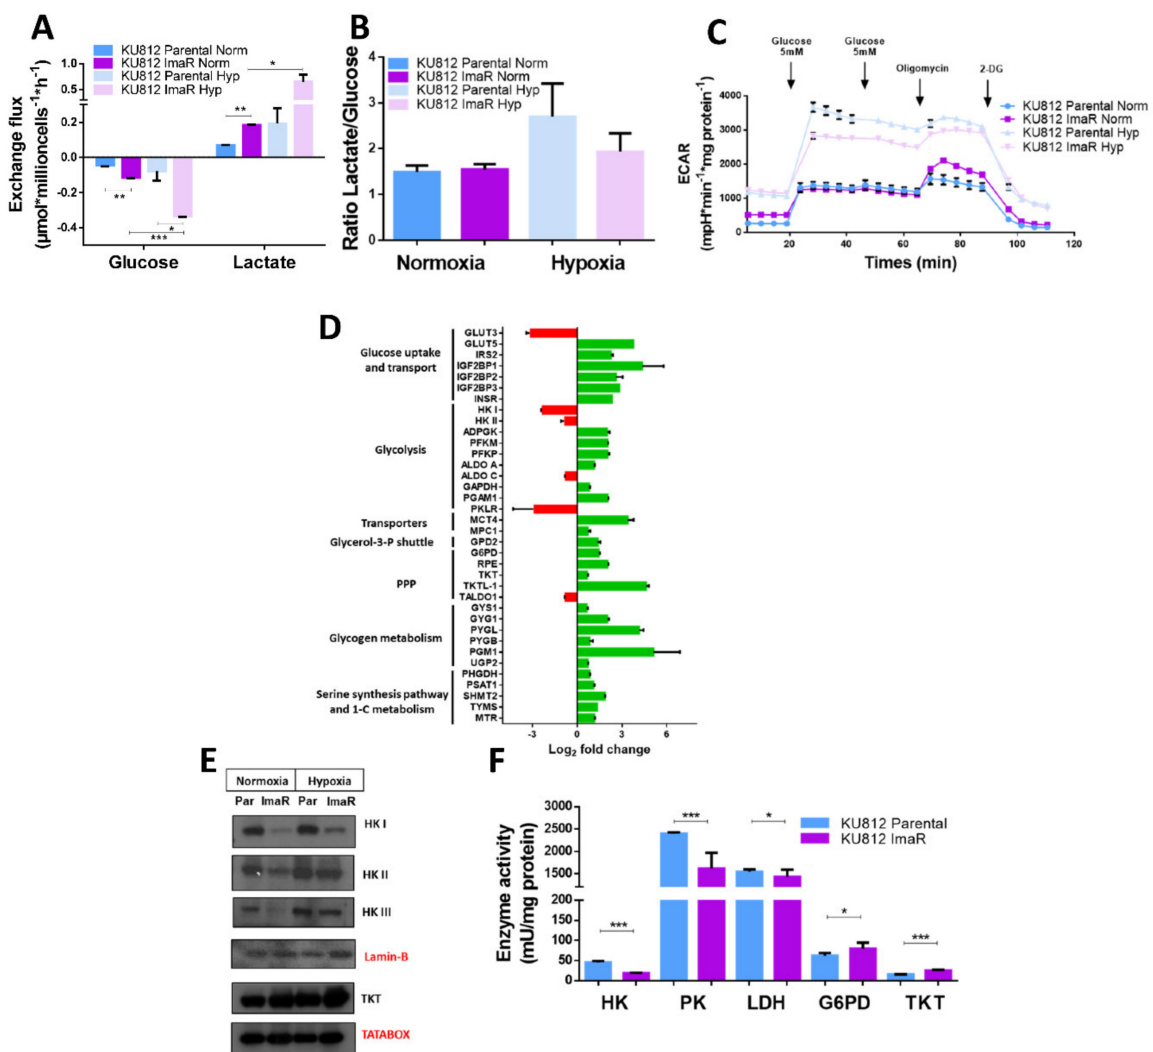 A
KU812 Parental Norm
KU812 ImaR Norm
KU812 Parental Hyp
KU812 ImaR Hyp
Exchange flux
(µmol*millioncells⁻¹*h⁻¹)
1.0
0.5
0.2
0.0
-0.2
-0.4
*
**
**
*
***
Glucose
Lactate
B
KU812 Parental Norm
KU812 ImaR Norm
KU812 Parental Hyp
KU812 ImaR Hyp
Ratio Lactate/Glucose
4
3
2
1
0
Normoxia
Hypoxia
C
Glucose
5mM
Glucose
5mM
Oligomycin
2-DG
KU812 Parental Norm
KU812 ImaR Norm
KU812 Parental Hyp
KU812 ImaR Hyp
ECAR
(mpH*min⁻¹*mg protein⁻¹)
4000
3000
2000
1000
0
0 20 40 60 80 100 120
Times (min)
D
Glucose uptake
and transport
GLUT3
GLUT5
IRS2
IGF2BP1
IGF2BP2
IGF2BP3
INSR
Glycolysis
HK I
HK II
ADPGK
PFKM
PFKP
ALDO A
ALDO C
GAPDH
PGAM1
PKLR
Transporters
MCT4
MPC1
Glycerol-3-P shuttle
GPD2
PPP
G6PD
RPE
TKT
TKTL-1
TALDO1
Glycogen metabolism
GYS1
GYG1
PYGL
PYGB
PGM1
UGP2
Serine synthesis pathway
and 1-C metabolism
PHGDH
PSAT1
SHMT2
TYMS
MTR
-3 0 3 6
Log₂ fold change
E
Normoxia Hypoxia
Par ImaR Par ImaR
HK I
HK II
HK III
Lamin-B
TKT
TATABOX
F
KU812 Parental
KU812 ImaR
Enzyme activity
(mU/mg protein)
3000
2500
2000
1500
1000
200
150
100
50
0
***
***
*
*
***
HK PK LDH G6PD TKT